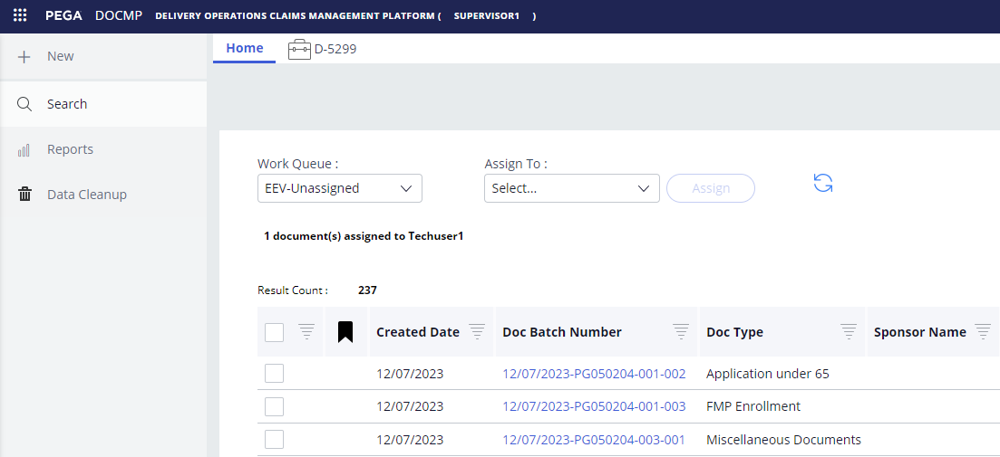 PEGA DOCMP DELIVERY OPERATIONS CLAIMS MANAGEMENT PLATFORM ( SUPERVISOR1 )
New
Search
Reports
Data Cleanup
Home D-5299
Work Queue : Assign To :
EEV-Unassigned Select... Assign
1 document(s) assigned to Techuser1
Result Count : 237
Created Date Doc Batch Number Doc Type Sponsor Name
12/07/2023 12/07/2023-PG050204-001-002 Application under 65
12/07/2023 12/07/2023-PG050204-001-003 FMP Enrollment
12/07/2023 12/07/2023-PG050204-003-001 Miscellaneous Documents